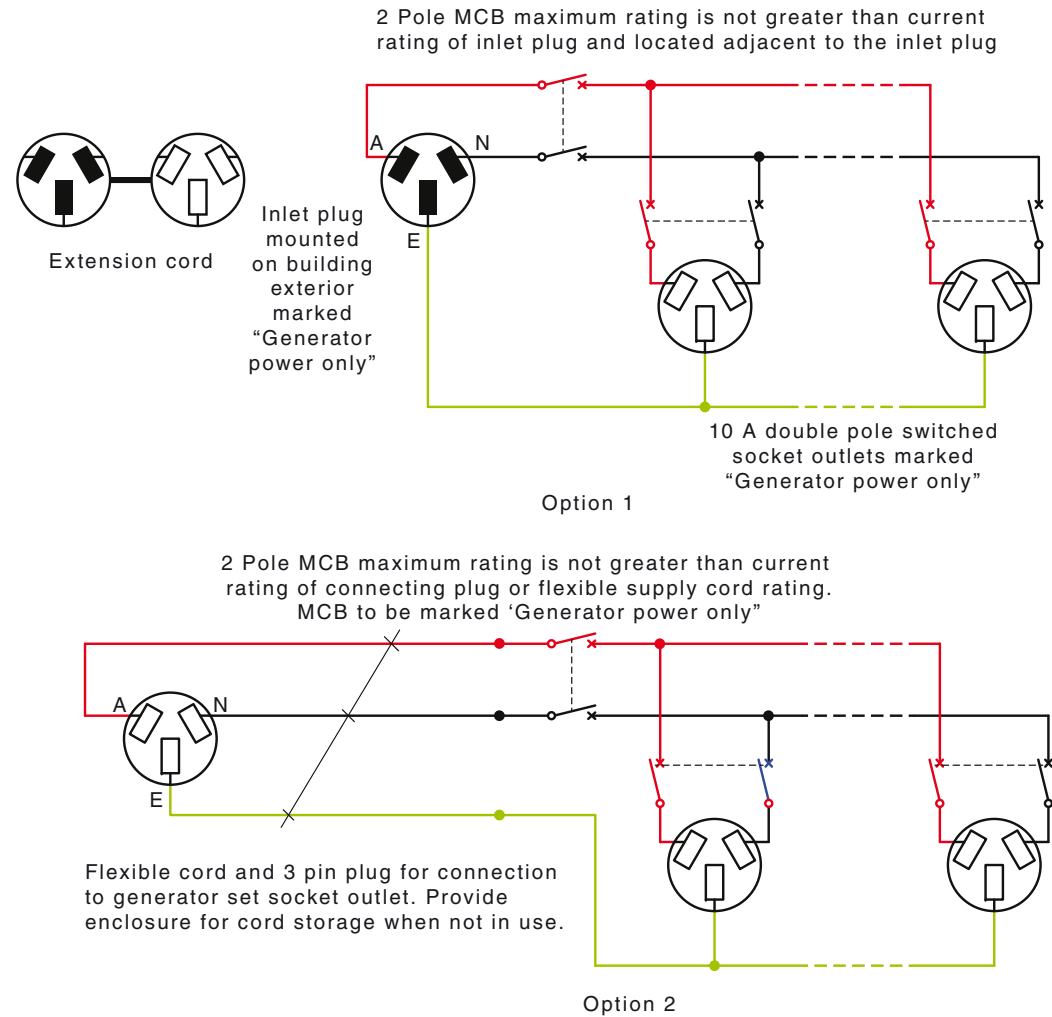 2 Pole MCB maximum rating is not greater than current
rating of inlet plug and located adjacent to the inlet plug
A
N
E
Extension cord
Inlet plug
mounted
on building
exterior
marked
“Generator
power only”
10 A double pole switched
socket outlets marked
“Generator power only”
Option 1
2 Pole MCB maximum rating is not greater than current
rating of connecting plug or flexible supply cord rating.
MCB to be marked ‘Generator power only”
A
N
E
Flexible cord and 3 pin plug for connection
to generator set socket outlet. Provide
enclosure for cord storage when not in use.
Option 2